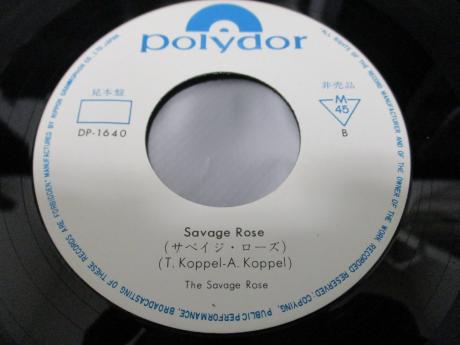 polydor
見本盤
DP-1640
非売品
M
45
B
Savage Rose
(サベイジ・ローズ)
(T. Koppel-A. Koppel)
The Savage Rose
MANUFACTURED BY NIPPON GRAMMOPHON CO., LTD. JAPAN
"ALL RIGHTS OF THE RECORD MANUFACTURER AND OF THE OWNER OF THE WORK RECORDED RESERVED, COPYING, PUBLIC PERFORMANCE, BROADCASTING OF THESE RECORDS ARE FORBIDDEN"